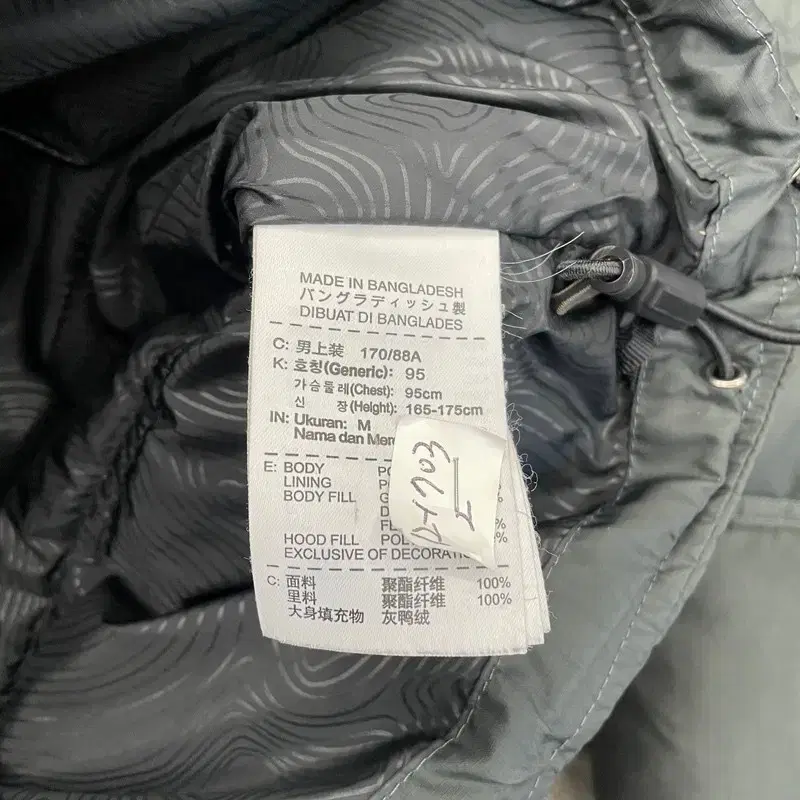 MADE IN BANGLADESH
バングラディッシュ製
DIBUAT DI BANGLADES
C: 男上装 170/88A
K: 호칭(Generic): 95
가슴둘레(Chest): 95cm
신 장(Height): 165-175cm
IN: Ukuran: M
Nama dan
E: BODY
LINING
BODY FILL
HOOD FILL
EXCLUSIVE OF
C: 面料 聚酯纤维 100%
里料 聚酯纤维 100%
大身填充物 灰鸭绒